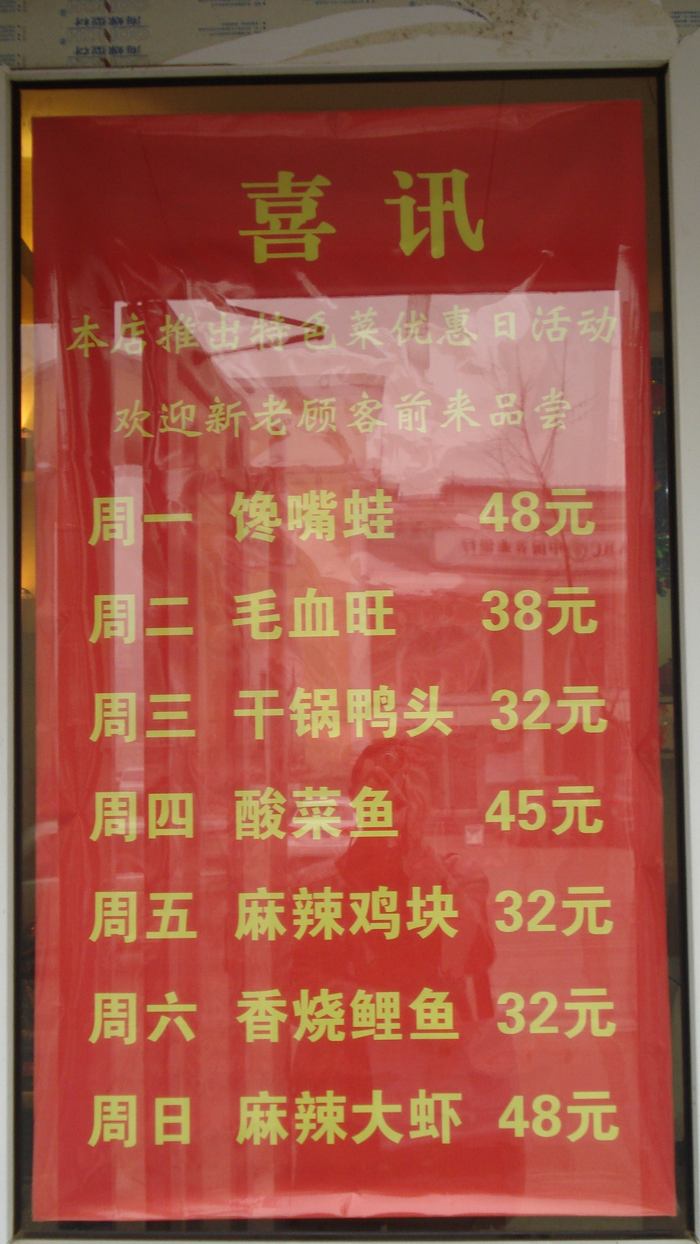 喜讯
本店推出特色菜优惠日活动
欢迎新老顾客前来品尝
周一 馋嘴蛙 48元
周二 毛血旺 38元
周三 干锅鸭头 32元
周四 酸菜鱼 45元
周五 麻辣鸡块 32元
周六 香烧鲤鱼 32元
周日 麻辣大虾 48元